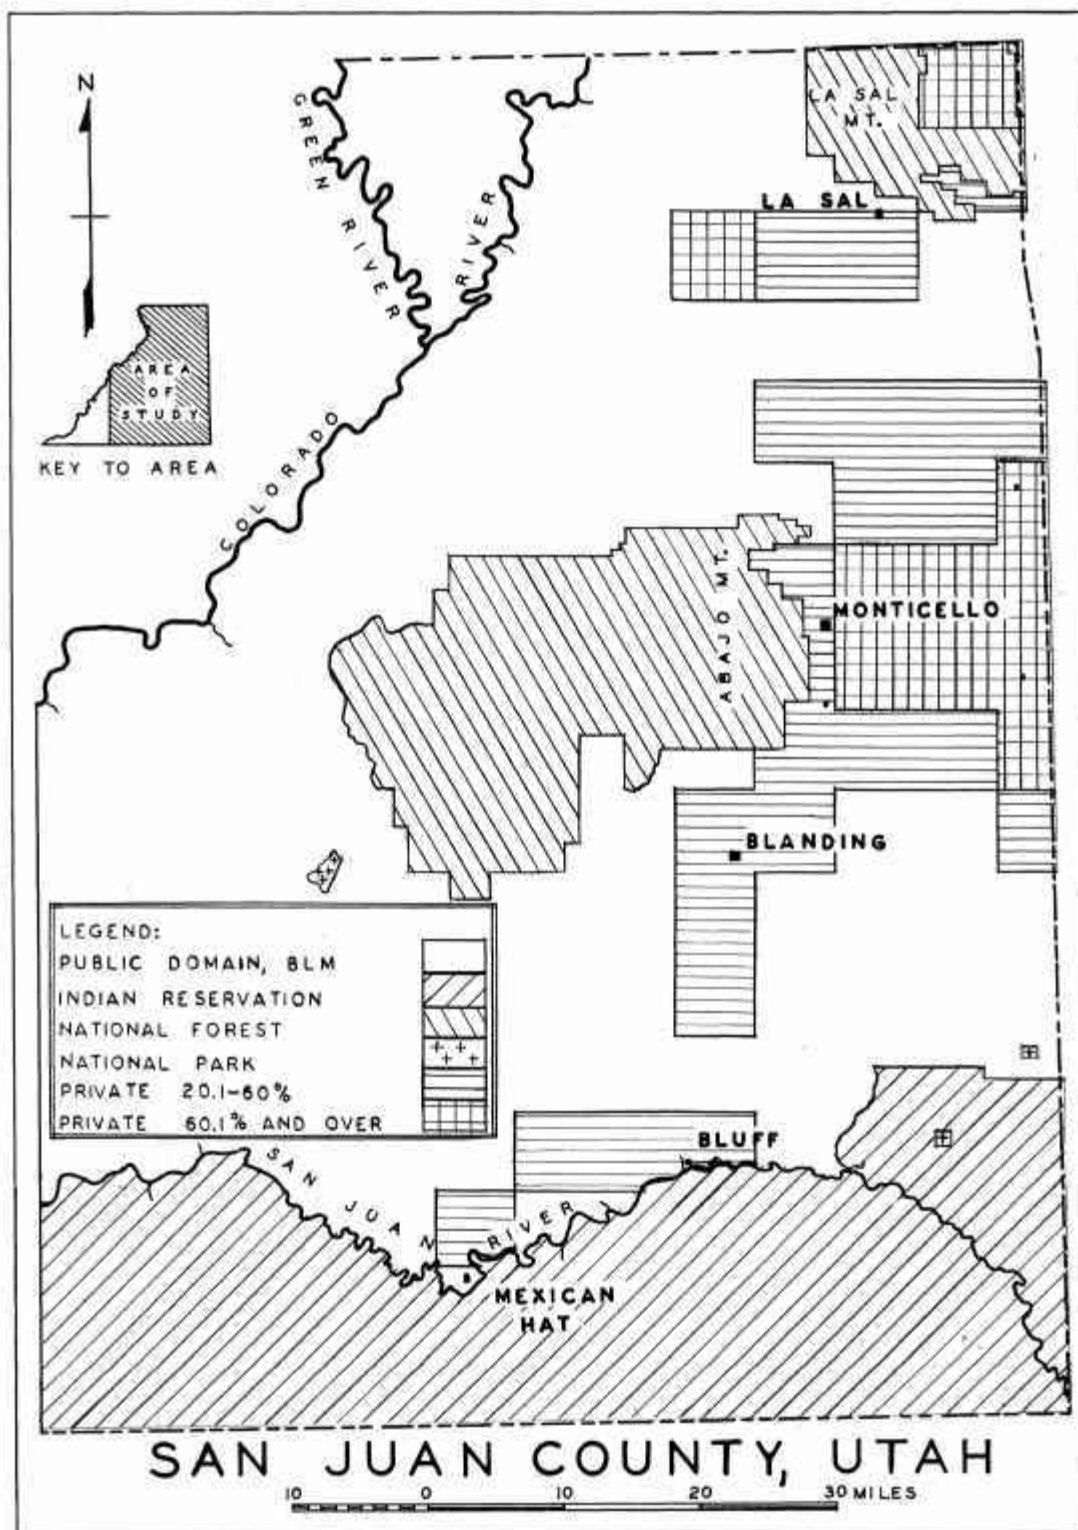 N
LA SAL
MT.
GREEN RIVER
RIVER
LA SAL
AREA
OF
STUDY
KEY TO AREA
COLORADO
ABAJO MT.
MONTICELLO
BLANDING
LEGEND:
PUBLIC DOMAIN, BLM
INDIAN RESERVATION
NATIONAL FOREST
NATIONAL PARK
PRIVATE 20.1-60%
PRIVATE 60.1% AND OVER
BLUFF
SAN JUAN RIVER
MEXICAN
HAT
SAN JUAN COUNTY, UTAH
10 0 10 20 30 MILES